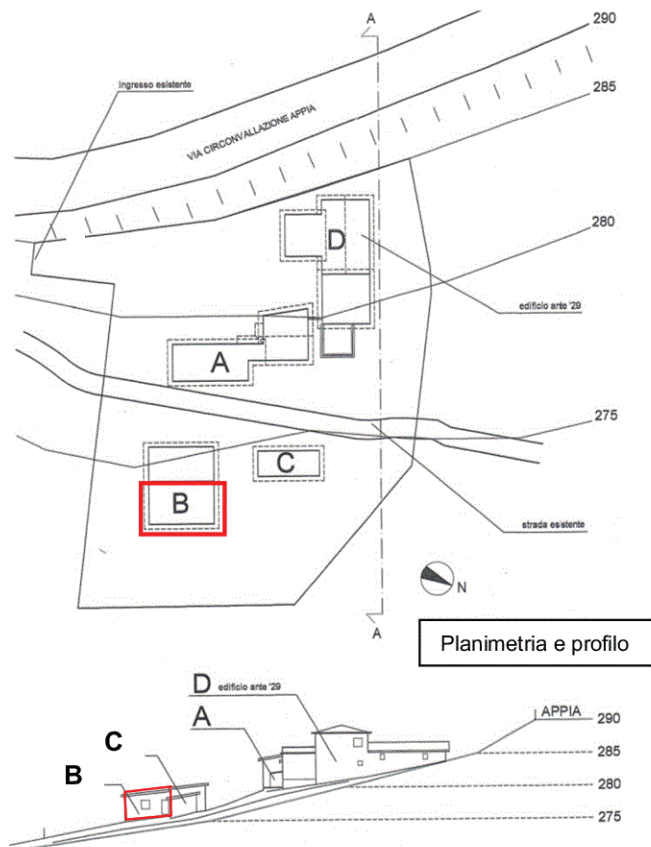 A
290
Ingresso esistente
285
VIA CIRCONVALLAZIONE APPIA
280
D
edificio ante '29
A
275
C
B
strada esistente
N
A
Planimetria e profilo
D edificio ante '29
A
APPIA
290
C
285
B
280
275